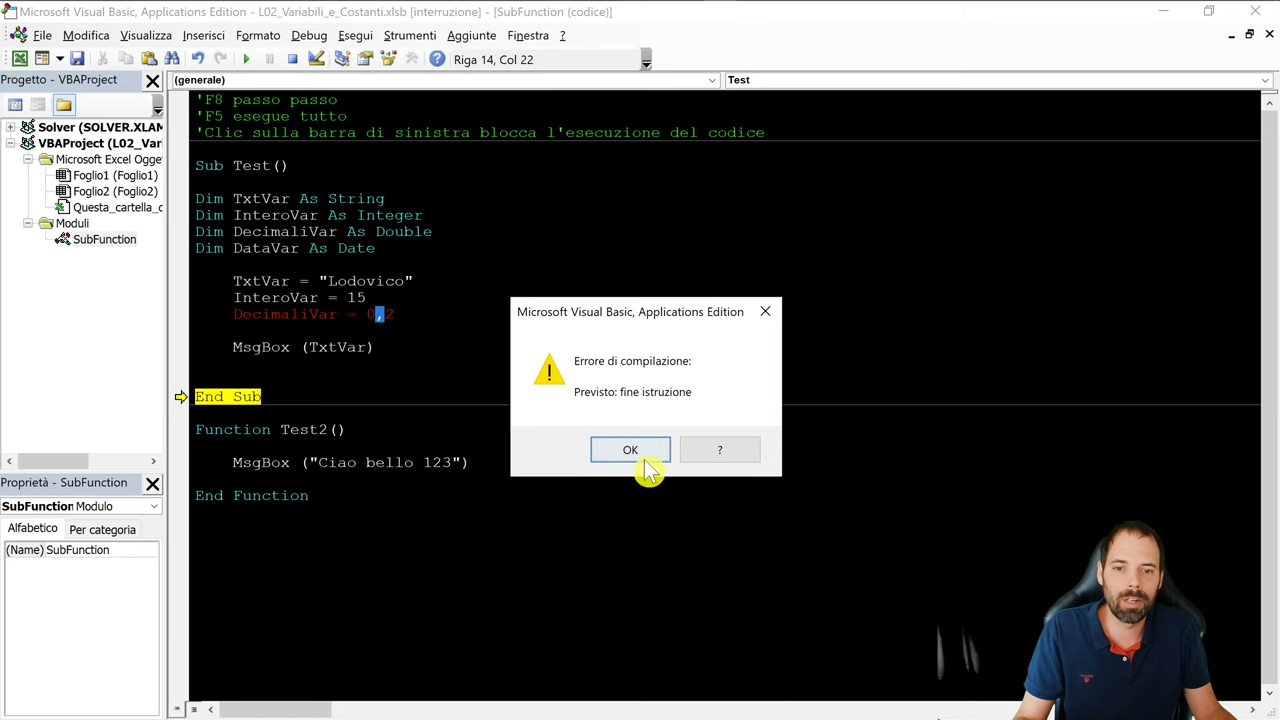 Microsoft Visual Basic, Applications Edition - L02_Variabili_e_Costanti.xlsb [interruzione] - [SubFunction (codice)]
File Modifica Visualizza Inserisci Formato Debug Esegui Strumenti Aggiunte Finestra ?
Riga 14, Col 22
Progetto - VBAProject
(generale)
Test
Solver (SOLVER.XLAM
VBAProject (L02_Vari
Microsoft Excel Ogge
Foglio1 (Foglio1)
Foglio2 (Foglio2)
Questa_cartella_d
Moduli
SubFunction
Proprietà - SubFunction
SubFunction Modulo
Alfabetico Per categoria
(Name) SubFunction
'F8 passo passo
'F5 esegue tutto
'Clic sulla barra di sinistra blocca l'esecuzione del codice
Sub Test()
Dim TxtVar As String
Dim InteroVar As Integer
Dim DecimaliVar As Double
Dim DataVar As Date
TxtVar = "Lodovico"
InteroVar = 15
DecimaliVar = 0,2
MsgBox (TxtVar)
End Sub
Function Test2()
MsgBox ("Ciao bello 123")
End Function
Microsoft Visual Basic, Applications Edition
Errore di compilazione:
Previsto: fine istruzione
OK
?